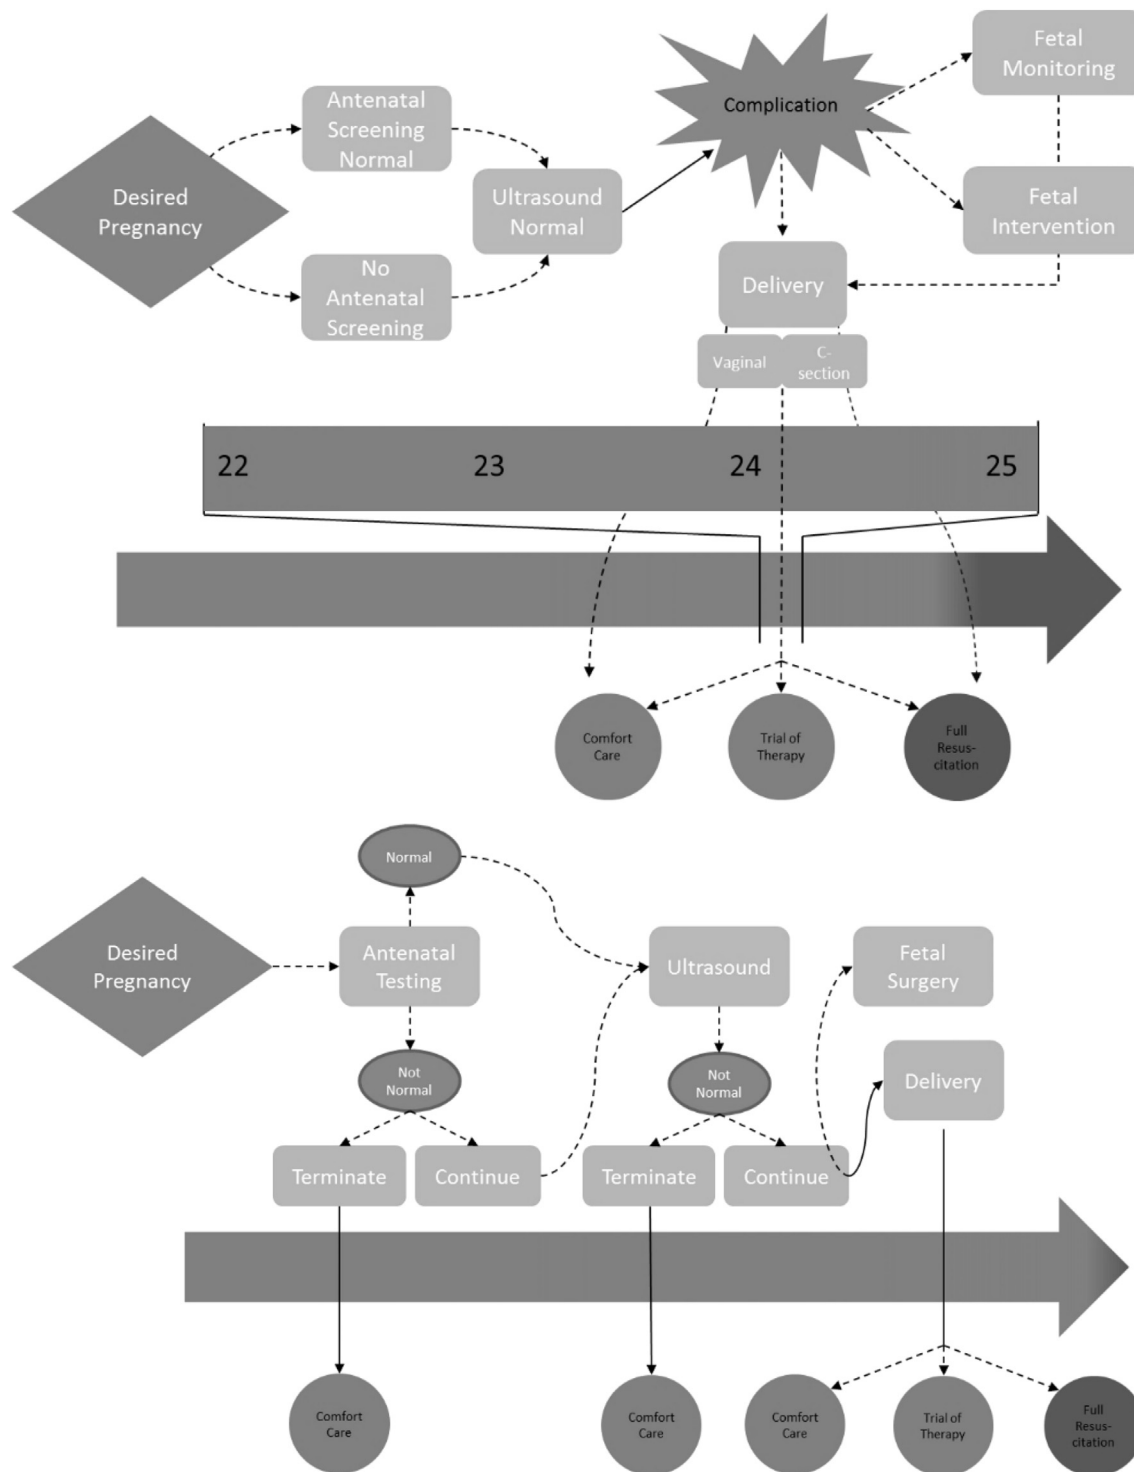 Desired
Pregnancy
Antenatal
Screening
Normal
No
Antenatal
Screening
Ultrasound
Normal
Complication
Fetal
Monitoring
Fetal
Intervention
Delivery
Vaginal
C-
section
22
23
24
25
Comfort
Care
Trial of
Therapy
Full
Resus-
citation
Normal
Desired
Pregnancy
Antenatal
Testing
Ultrasound
Fetal
Surgery
Not
Normal
Not
Normal
Delivery
Terminate
Continue
Terminate
Continue
Comfort
Care
Comfort
Care
Comfort
Care
Trial of
Therapy
Full
Resus-
citation